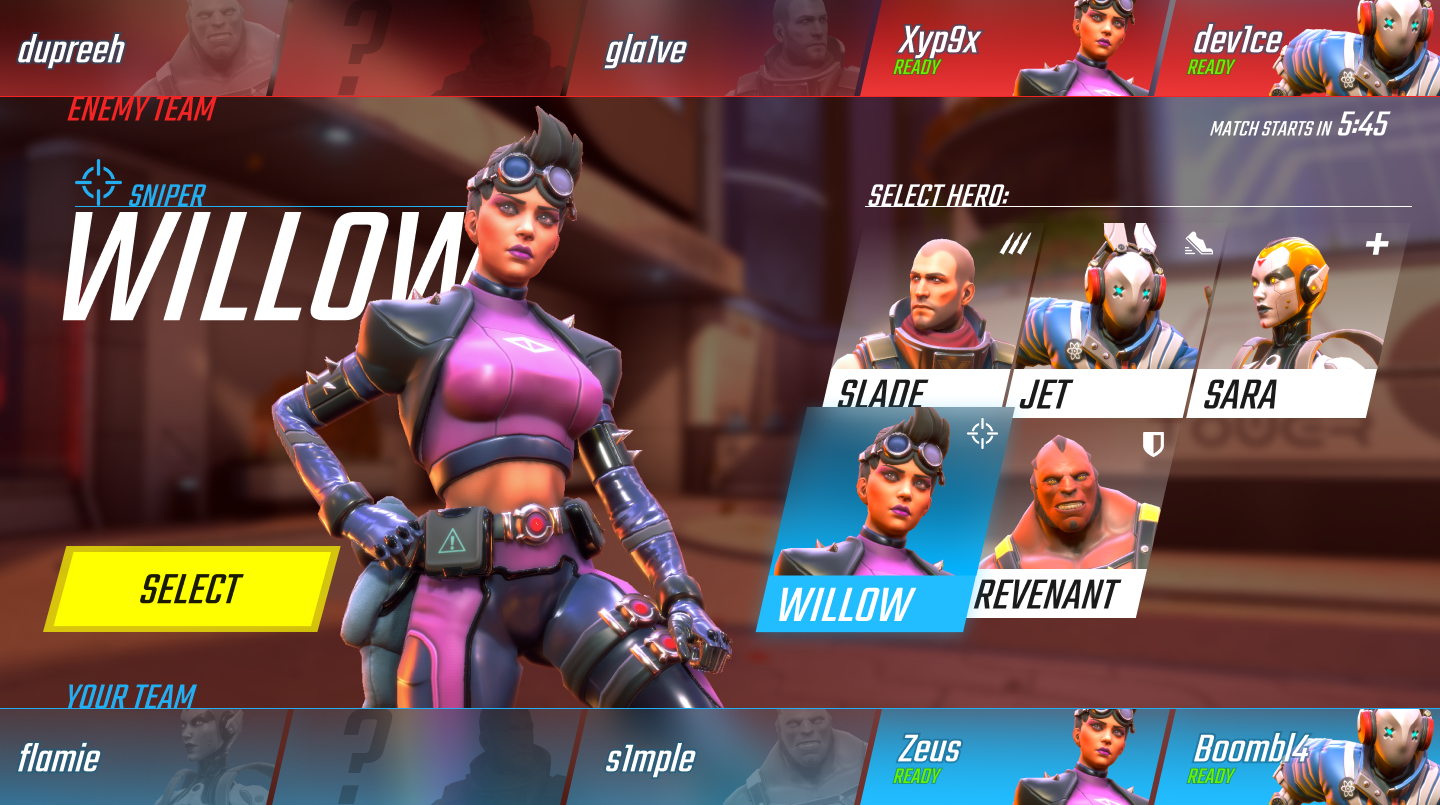 dupreeh
?
gla1ve
Xyp9x
READY
dev1ce
READY
ENEMY TEAM
MATCH STARTS IN 5:45
SNIPER
WILLOW
SELECT HERO:
SLADE
JET
SARA
WILLOW
REVENANT
SELECT
YOUR TEAM
flamie
?
s1mple
Zeus
READY
Boombl4
READY